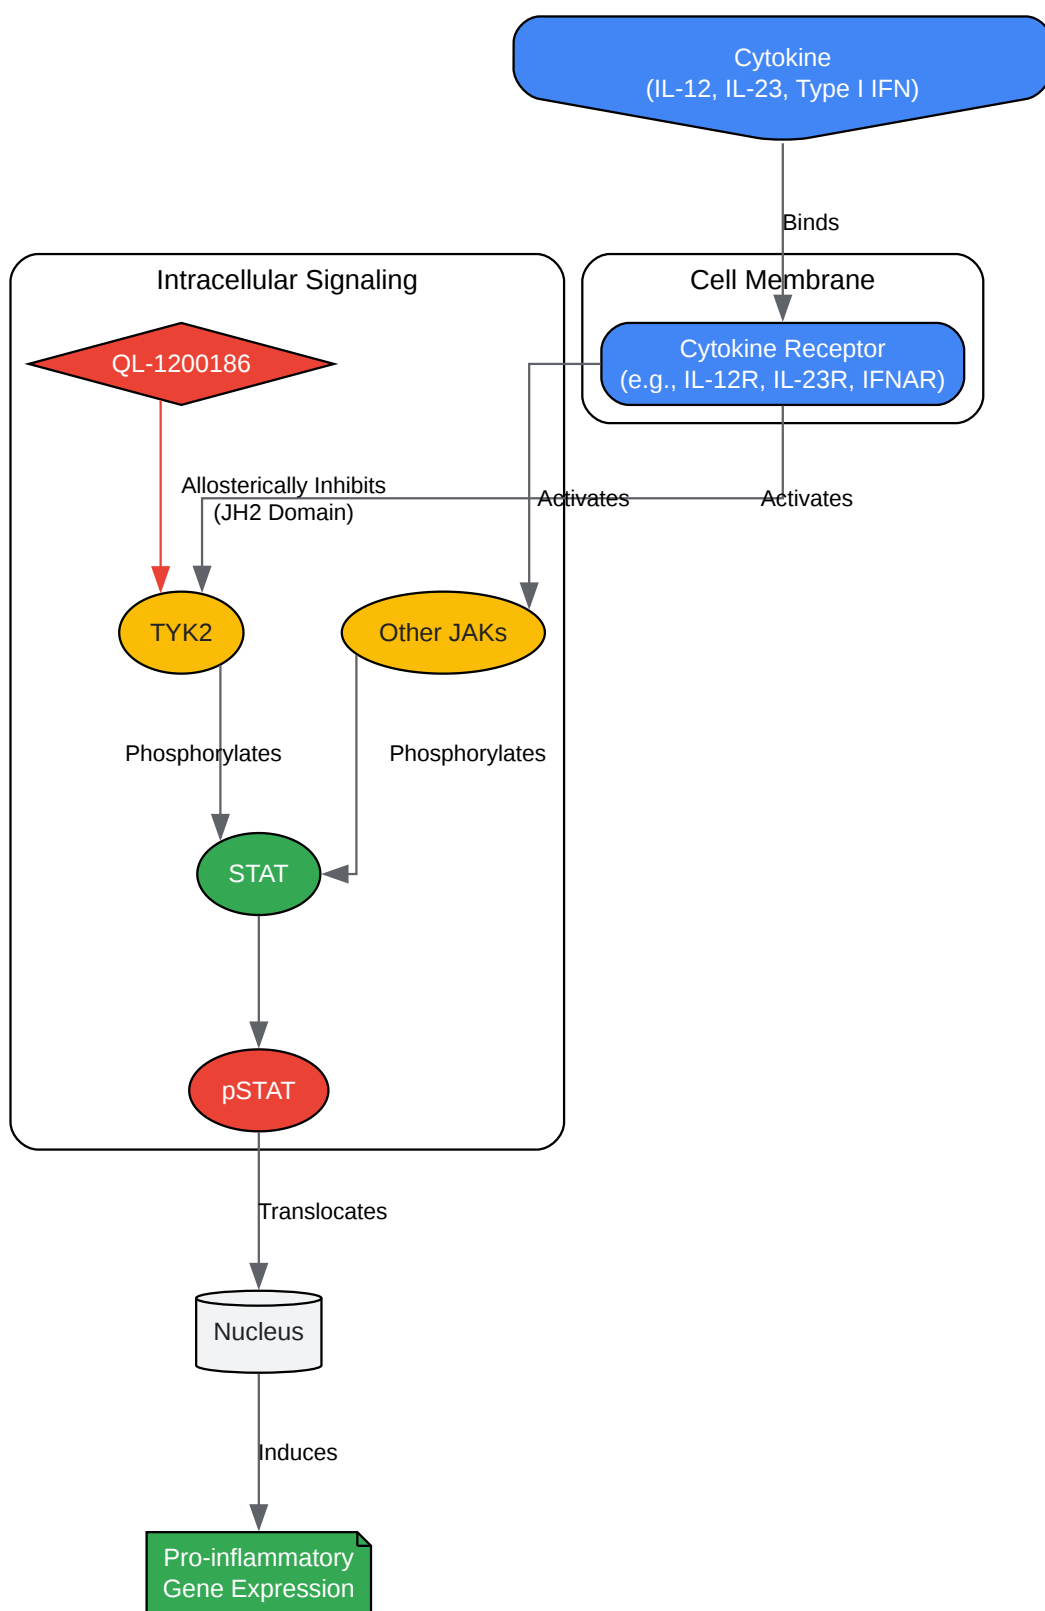 Cytokine
(IL-12, IL-23, Type I IFN)
Binds
Intracellular Signaling
Cell Membrane
QL-1200186
Cytokine Receptor
(e.g., IL-12R, IL-23R, IFNAR)
Allosterically Inhibits
(JH2 Domain)
Activates
Activates
TYK2
Other JAKs
Phosphorylates
Phosphorylates
STAT
pSTAT
Translocates
Nucleus
Induces
Pro-inflammatory
Gene Expression